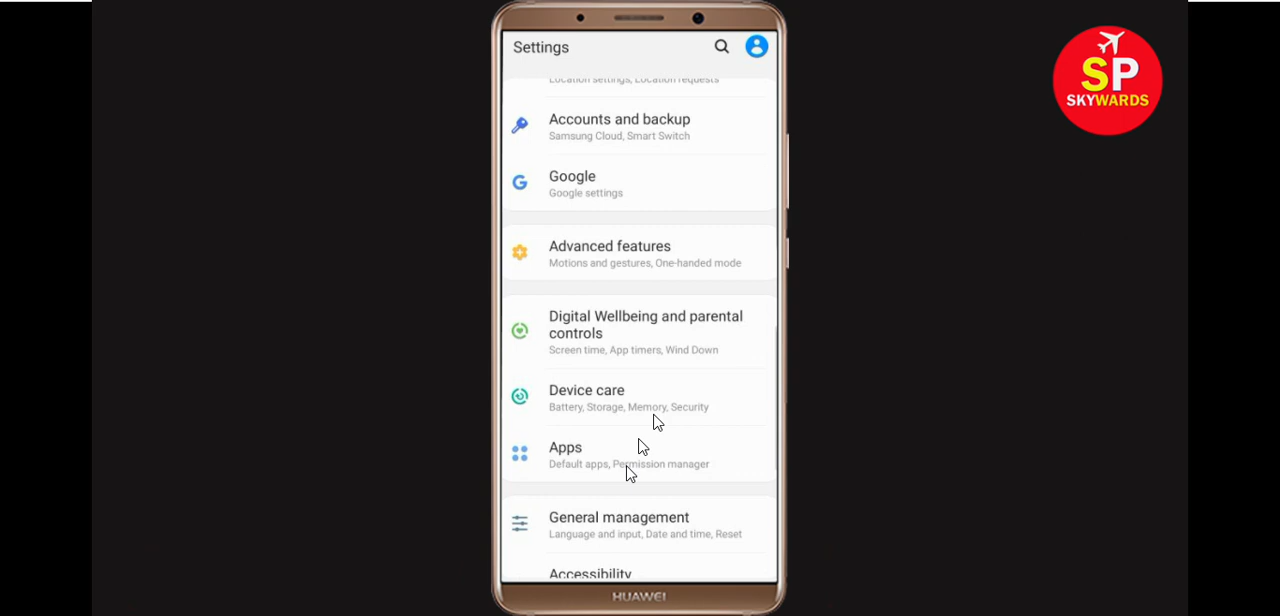 Settings
Location settings, Location requests
Accounts and backup
Samsung Cloud, Smart Switch
Google
Google settings
Advanced features
Motions and gestures, One-handed mode
Digital Wellbeing and parental
controls
Screen time, App timers, Wind Down
Device care
Battery, Storage, Memory, Security
Apps
Default apps, Permission manager
General management
Language and input, Date and time, Reset
Accessibility
HUAWEI
SP
SKYWARDS